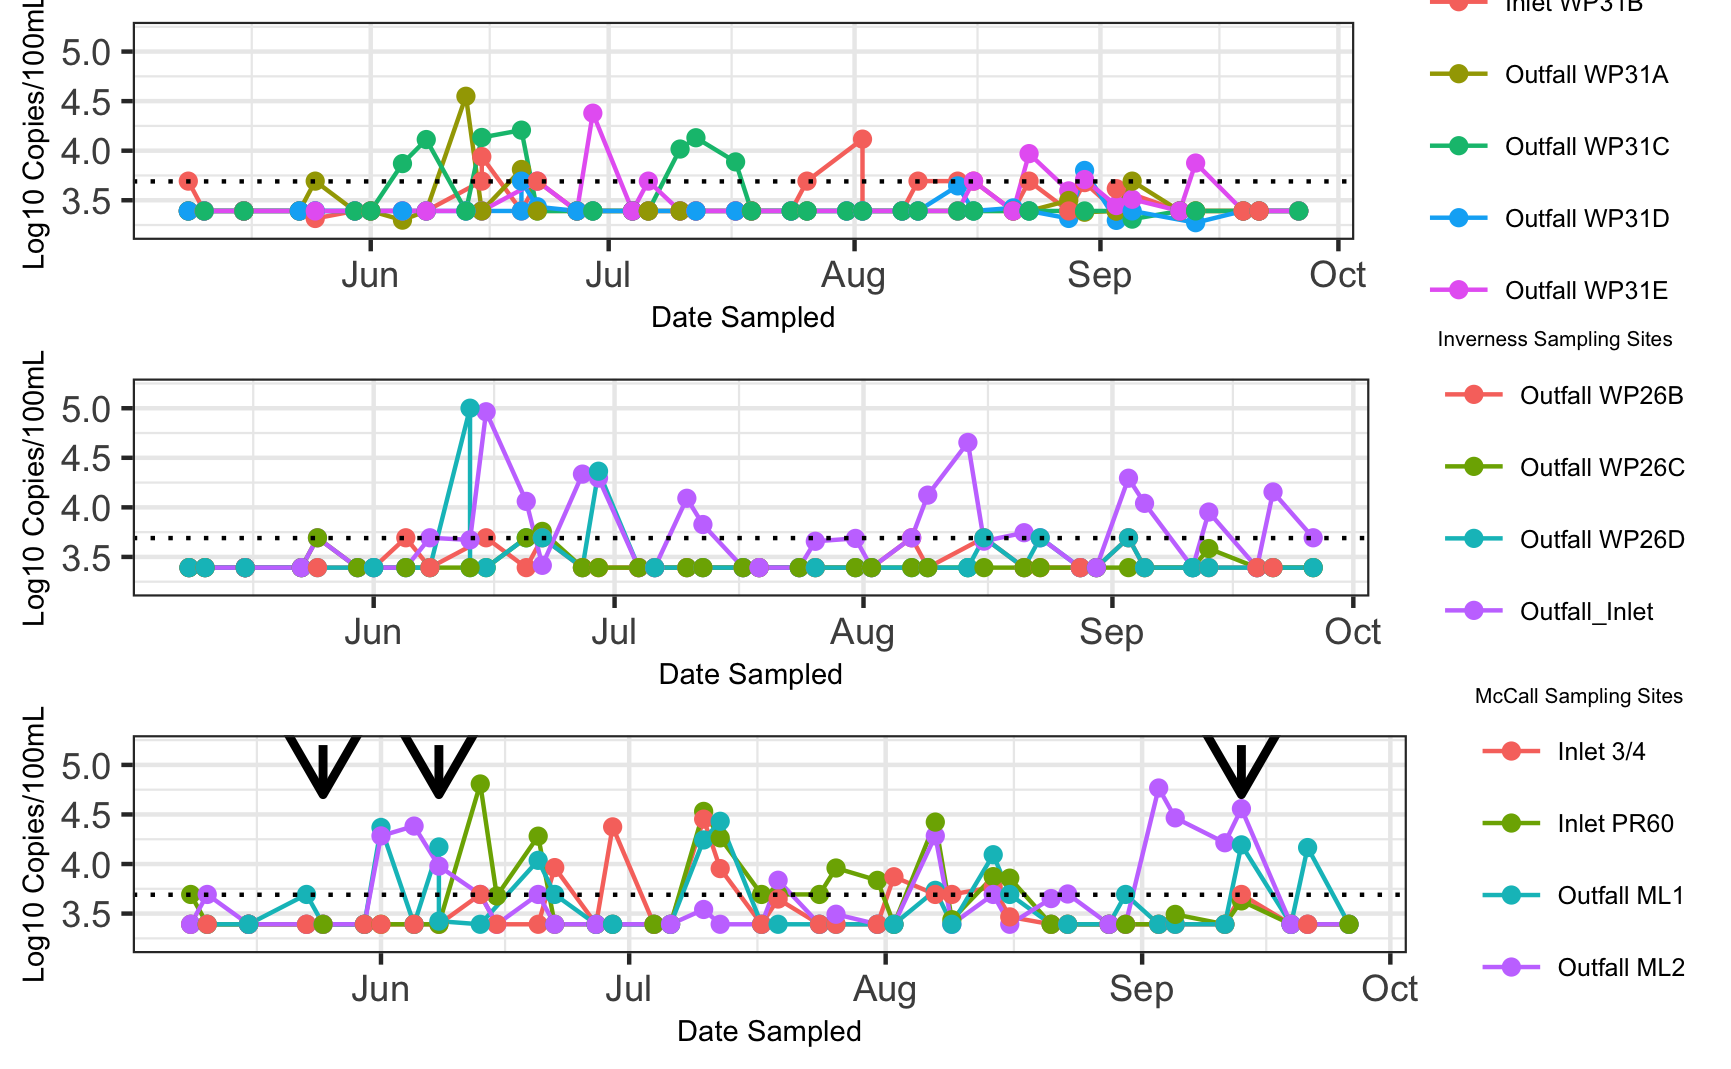 Inlet WP31B
Log10 Copies/100mL
5.0
4.5
4.0
3.5
Outfall WP31A
Outfall WP31C
Outfall WP31D
Outfall WP31E
Jun Jul Aug Sep Oct
Date Sampled
Inverness Sampling Sites
Log10 Copies/100mL
5.0
4.5
4.0
3.5
Outfall WP26B
Outfall WP26C
Outfall WP26D
Outfall_Inlet
Jun Jul Aug Sep Oct
Date Sampled
McCall Sampling Sites
Log10 Copies/100mL
5.0
4.5
4.0
3.5
Inlet 3/4
Inlet PR60
Outfall ML1
Outfall ML2
Jun Jul Aug Sep Oct
Date Sampled